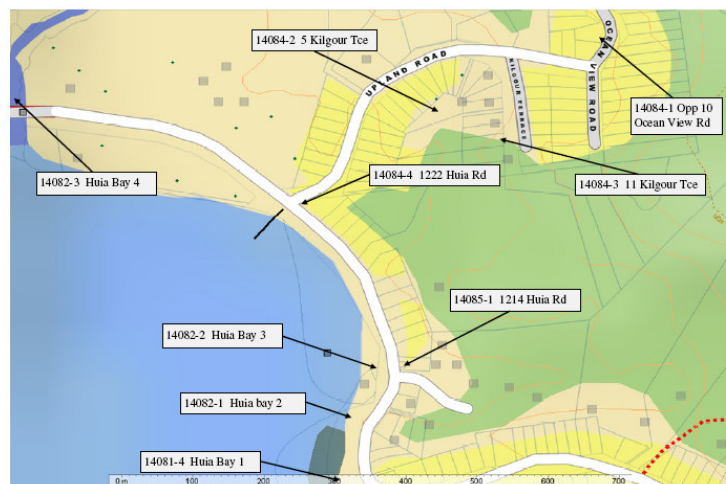 14084-2 5 Kilgour Tce
UPLAND ROAD
KILGOUR TERRACE
OCEAN VIEW ROAD
14084-1 Opp 10
Ocean View Rd
14082-3 Huia Bay 4
14084-4 1222 Huia Rd
14084-3 11 Kilgour Tce
14085-1 1214 Huia Rd
14082-2 Huia Bay 3
14082-1 Huia bay 2
14081-4 Huia Bay 1
0 m 100 200 300 400 500 600 700